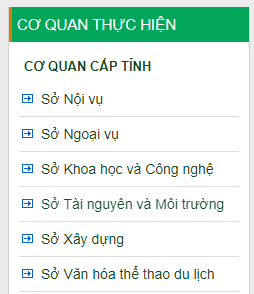 CƠ QUAN THỰC HIỆN
CƠ QUAN CẤP TỈNH
Sở Nội vụ
Sở Ngoại vụ
Sở Khoa học và Công nghệ
Sở Tài nguyên và Môi trường
Sở Xây dựng
Sở Văn hóa thể thao du lịch